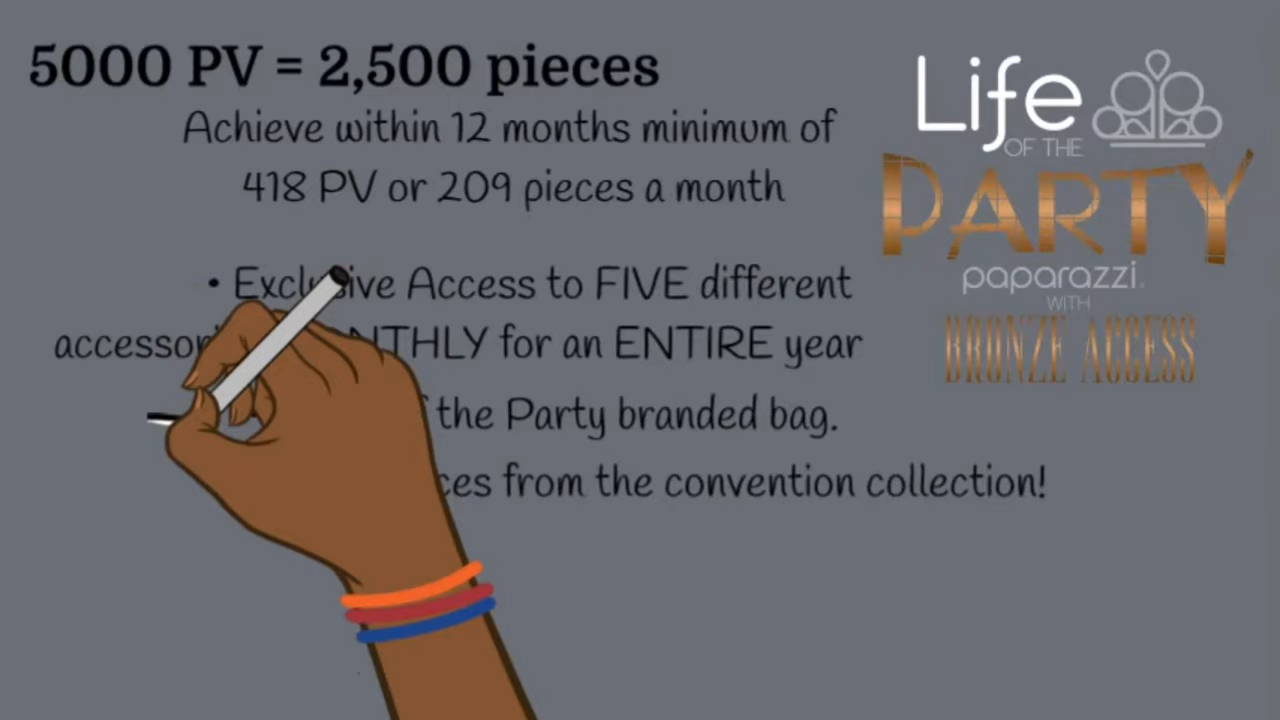 5000 PV = 2,500 pieces
Achieve within 12 months minimum of
418 PV or 209 pieces a month
• Exclusive Access to FIVE different
for an ENTIRE year
the Party branded bag.
from the convention collection!
Life
OF THE
PARTY
paparazzi
WITH
BRONZE ACCESS